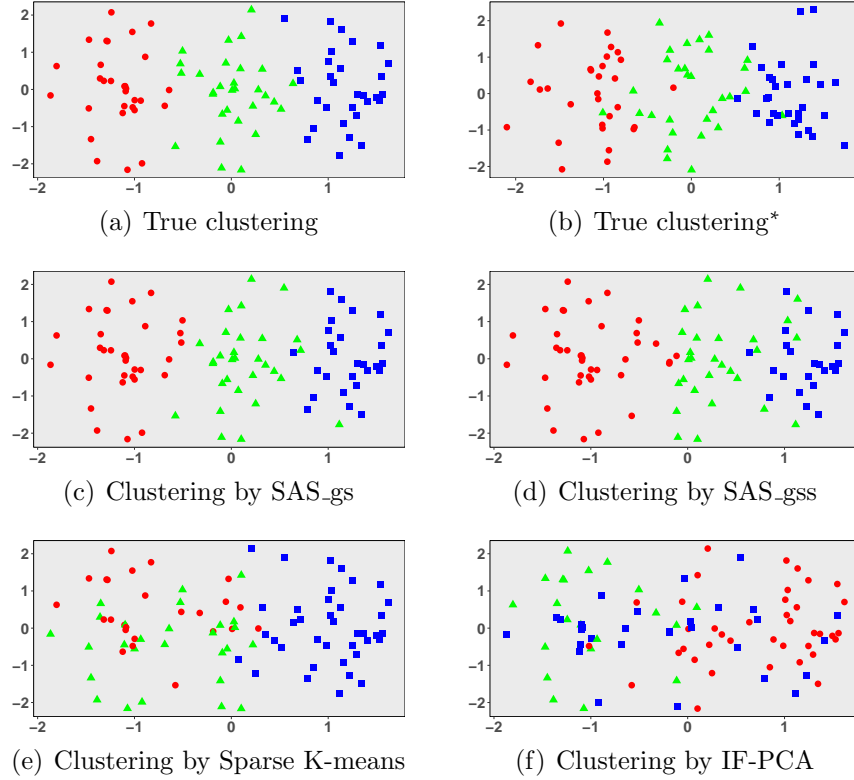 2
1
0
−1
−2
−2 −1 0 1
(a) True clustering
2
1
0
−1
−2
−2 −1 0 1
(b) True clustering*
2
1
0
−1
−2
−2 −1 0 1
(c) Clustering by SAS_gs
2
1
0
−1
−2
−2 −1 0 1
(d) Clustering by SAS_gss
2
1
0
−1
−2
−2 −1 0 1
(e) Clustering by Sparse K-means
2
1
0
−1
−2
−2 −1 0 1
(f) Clustering by IF-PCA